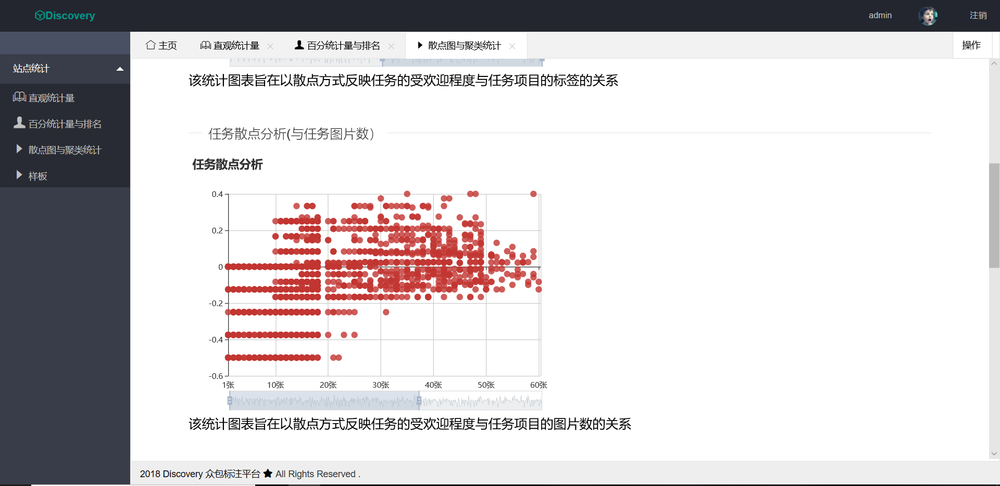 Discovery
admin
注销
主页
直观统计量
百分统计量与排名
散点图与聚类统计
操作
站点统计
直观统计量
百分统计量与排名
散点图与聚类统计
样板
该统计图表旨在以散点方式反映任务的受欢迎程度与任务项目的标签的关系
任务散点分析(与任务图片数）
任务散点分析
0.4
0.2
0
-0.2
-0.4
-0.6
1张 10张 20张 30张 40张 50张 60张
该统计图表旨在以散点方式反映任务的受欢迎程度与任务项目的图片数的关系
2018 Discovery 众包标注平台 ★ All Rights Reserved .